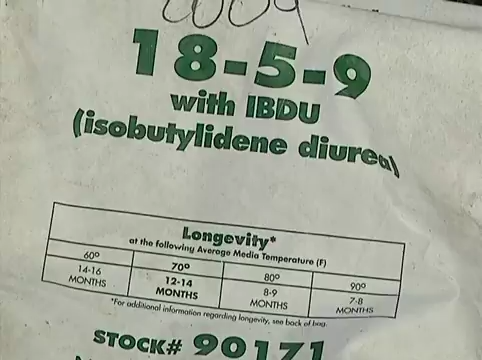 18-5-9
with IBDU
(isobutylidene diurea)
Longevity*
at the following Average Media Temperature (F)
60º 70º 80º 90º
14-16 MONTHS 12-14 MONTHS 8-9 MONTHS 7-8 MONTHS
*For additional information regarding longevity, see back of bag.
STOCK# 90171